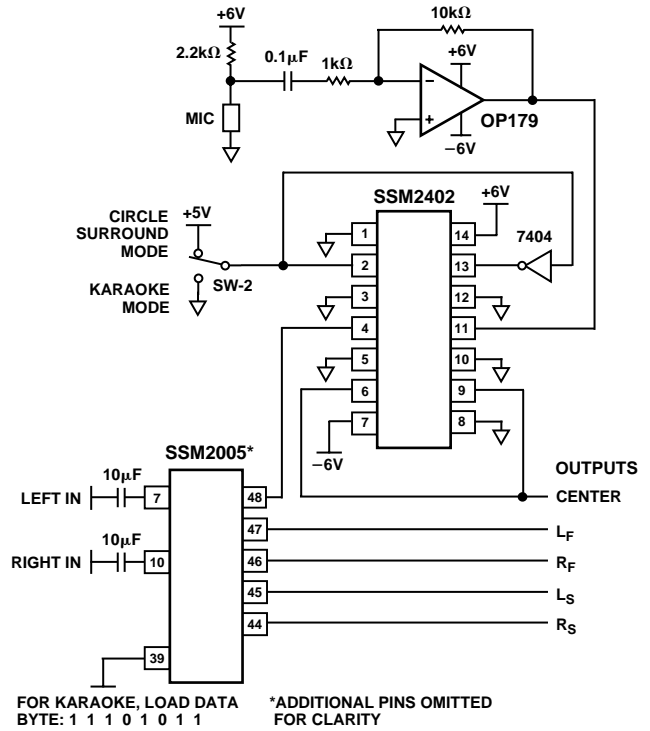 +6V
10kΩ
2.2kΩ
0.1µF
1kΩ
+6V
−
+
MIC
OP179
−6V
SSM2402
+6V
CIRCLE
SURROUND
MODE
+5V
7404
KARAOKE
MODE
SW-2
1
14
2
13
3
12
4
11
5
10
6
9
7
8
−6V
SSM2005*
OUTPUTS
10µF
LEFT IN
7
48
CENTER
47
LF
10µF
RIGHT IN
10
46
RF
45
LS
44
RS
39
FOR KARAOKE, LOAD DATA
BYTE: 1 1 1 0 1 0 1 1
*ADDITIONAL PINS OMITTED
FOR CLARITY